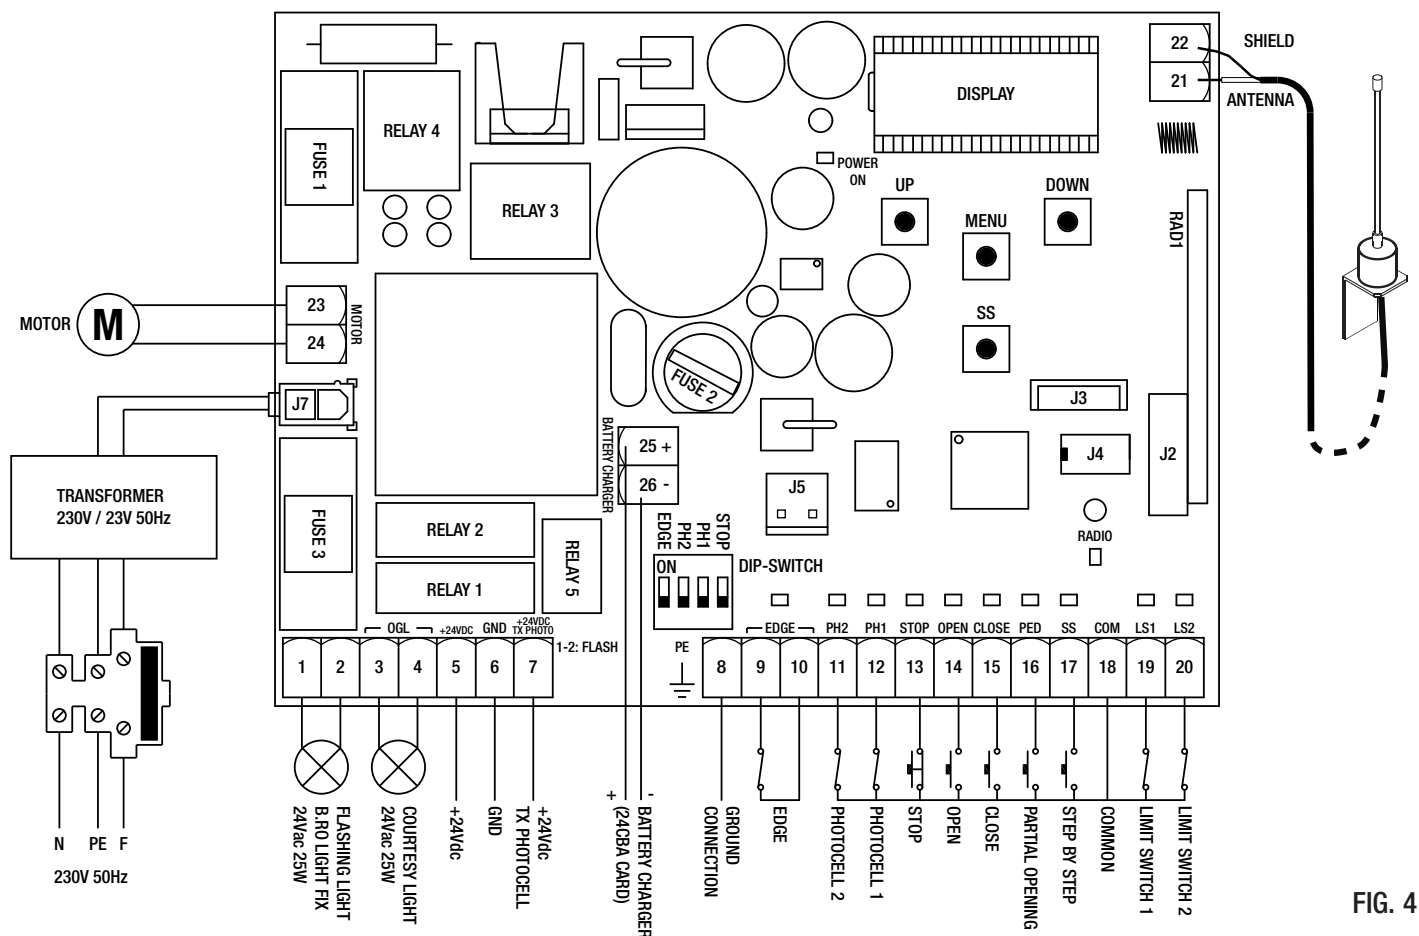 22
SHIELD
21
ANTENNA
DISPLAY
RELAY 4
FUSE 1
RELAY 3
POWER
ON
UP
DOWN
MENU
RAD1
SS
MOTOR
M
23
24
MOTOR
J7
FUSE 2
J3
J4
J2
BATTERY CHARGER
25 +
26 -
TRANSFORMER
230V / 23V 50Hz
FUSE 3
RELAY 2
RELAY 1
RELAY 5
J5
RADIO
EDGE
PH2
PH1
STOP
ON
DIP-SWITCH
OGL
+24VDC
GND
+24VDC
TX PHOTO
1-2: FLASH
PE
EDGE
PH2
PH1
STOP
OPEN
CLOSE
PED
SS
COM
LS1
LS2
1
2
3
4
5
6
7
8
9
10
11
12
13
14
15
16
17
18
19
20
N
PE
F
230V 50Hz
FLASHING LIGHT
B.RO LIGHT FIX
24Vac 25W
COURTESY LIGHT
24Vac 25W
+24Vdc
GND
+24Vdc
TX PHOTOCELL
-
BATTERY CHARGER
+
(24CBA CARD)
GROUND
CONNECTION
EDGE
PHOTOCELL 2
PHOTOCELL 1
STOP
OPEN
CLOSE
PARTIAL OPENING
STEP BY STEP
COMMON
LIMIT SWITCH 1
LIMIT SWITCH 2
FIG. 4